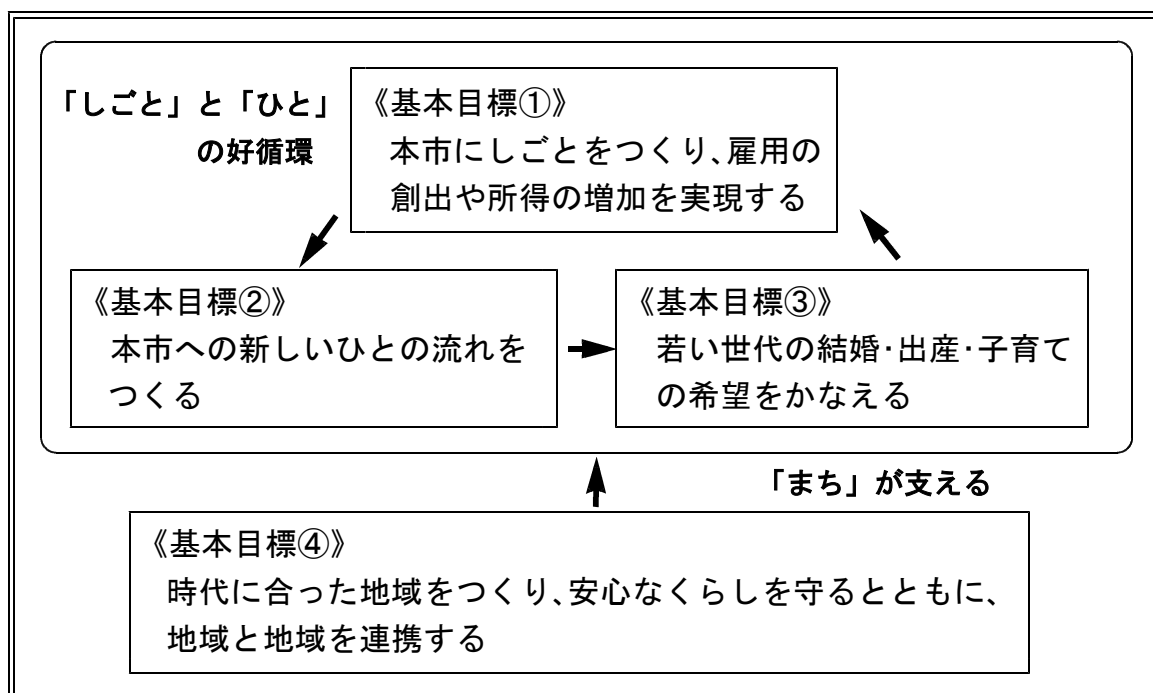 「しごと」と「ひと」
の好循環
《基本目標①》
本市にしごとをつくり、雇用の
創出や所得の増加を実現する
《基本目標②》
本市への新しいひとの流れを
つくる
《基本目標③》
若い世代の結婚・出産・子育て
の希望をかなえる
「まち」が支える
《基本目標④》
時代に合った地域をつくり、安心なくらしを守るとともに、
地域と地域を連携する